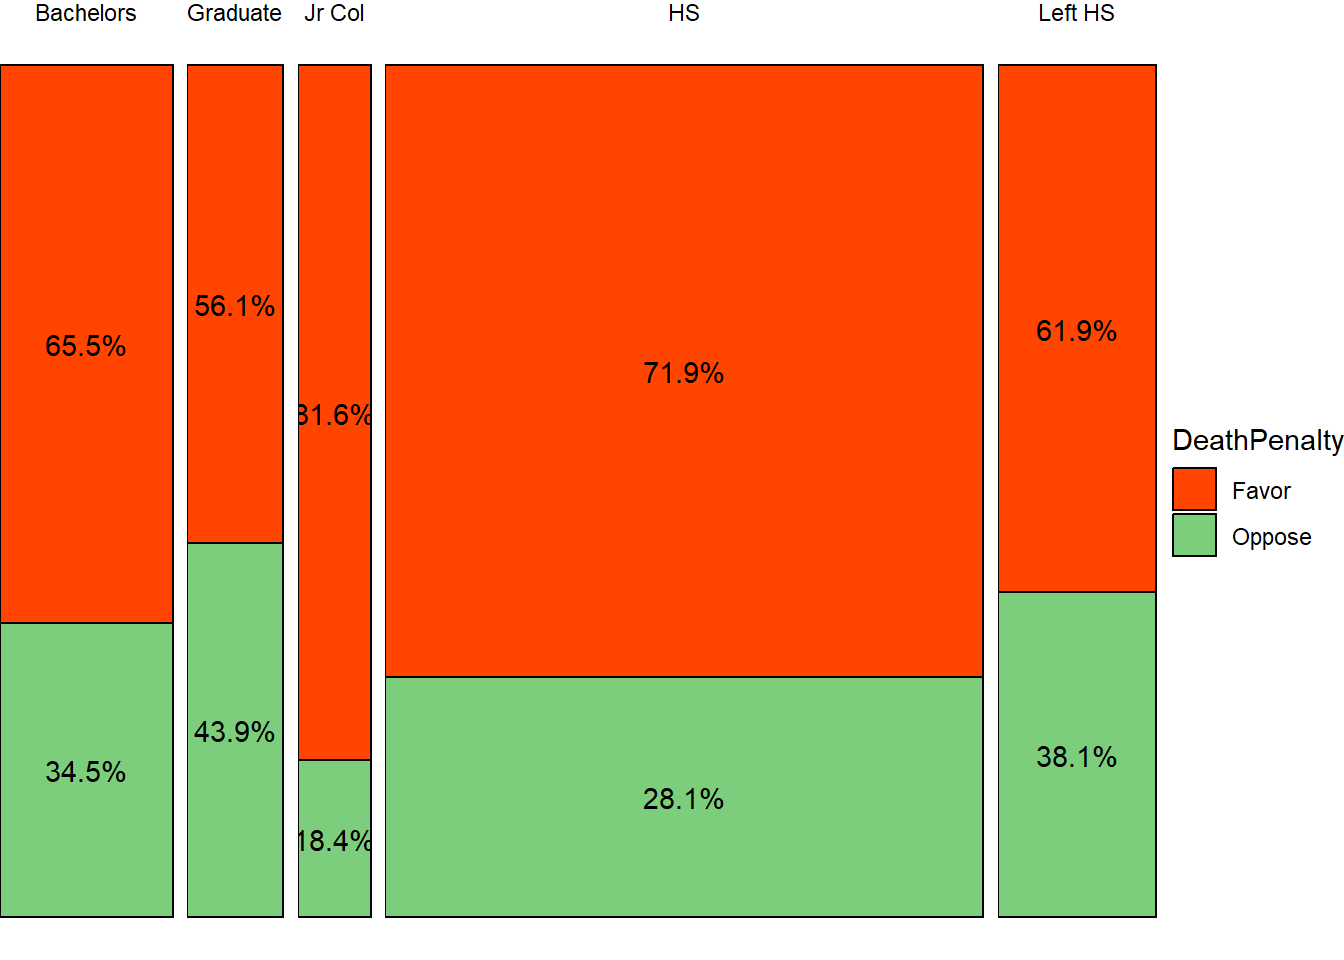 Bachelors Graduate Jr Col HS Left HS
56.1%
61.9%
65.5%
71.9%
81.6%
DeathPenalty
Favor
Oppose
43.9%
38.1%
34.5%
28.1%
18.4%